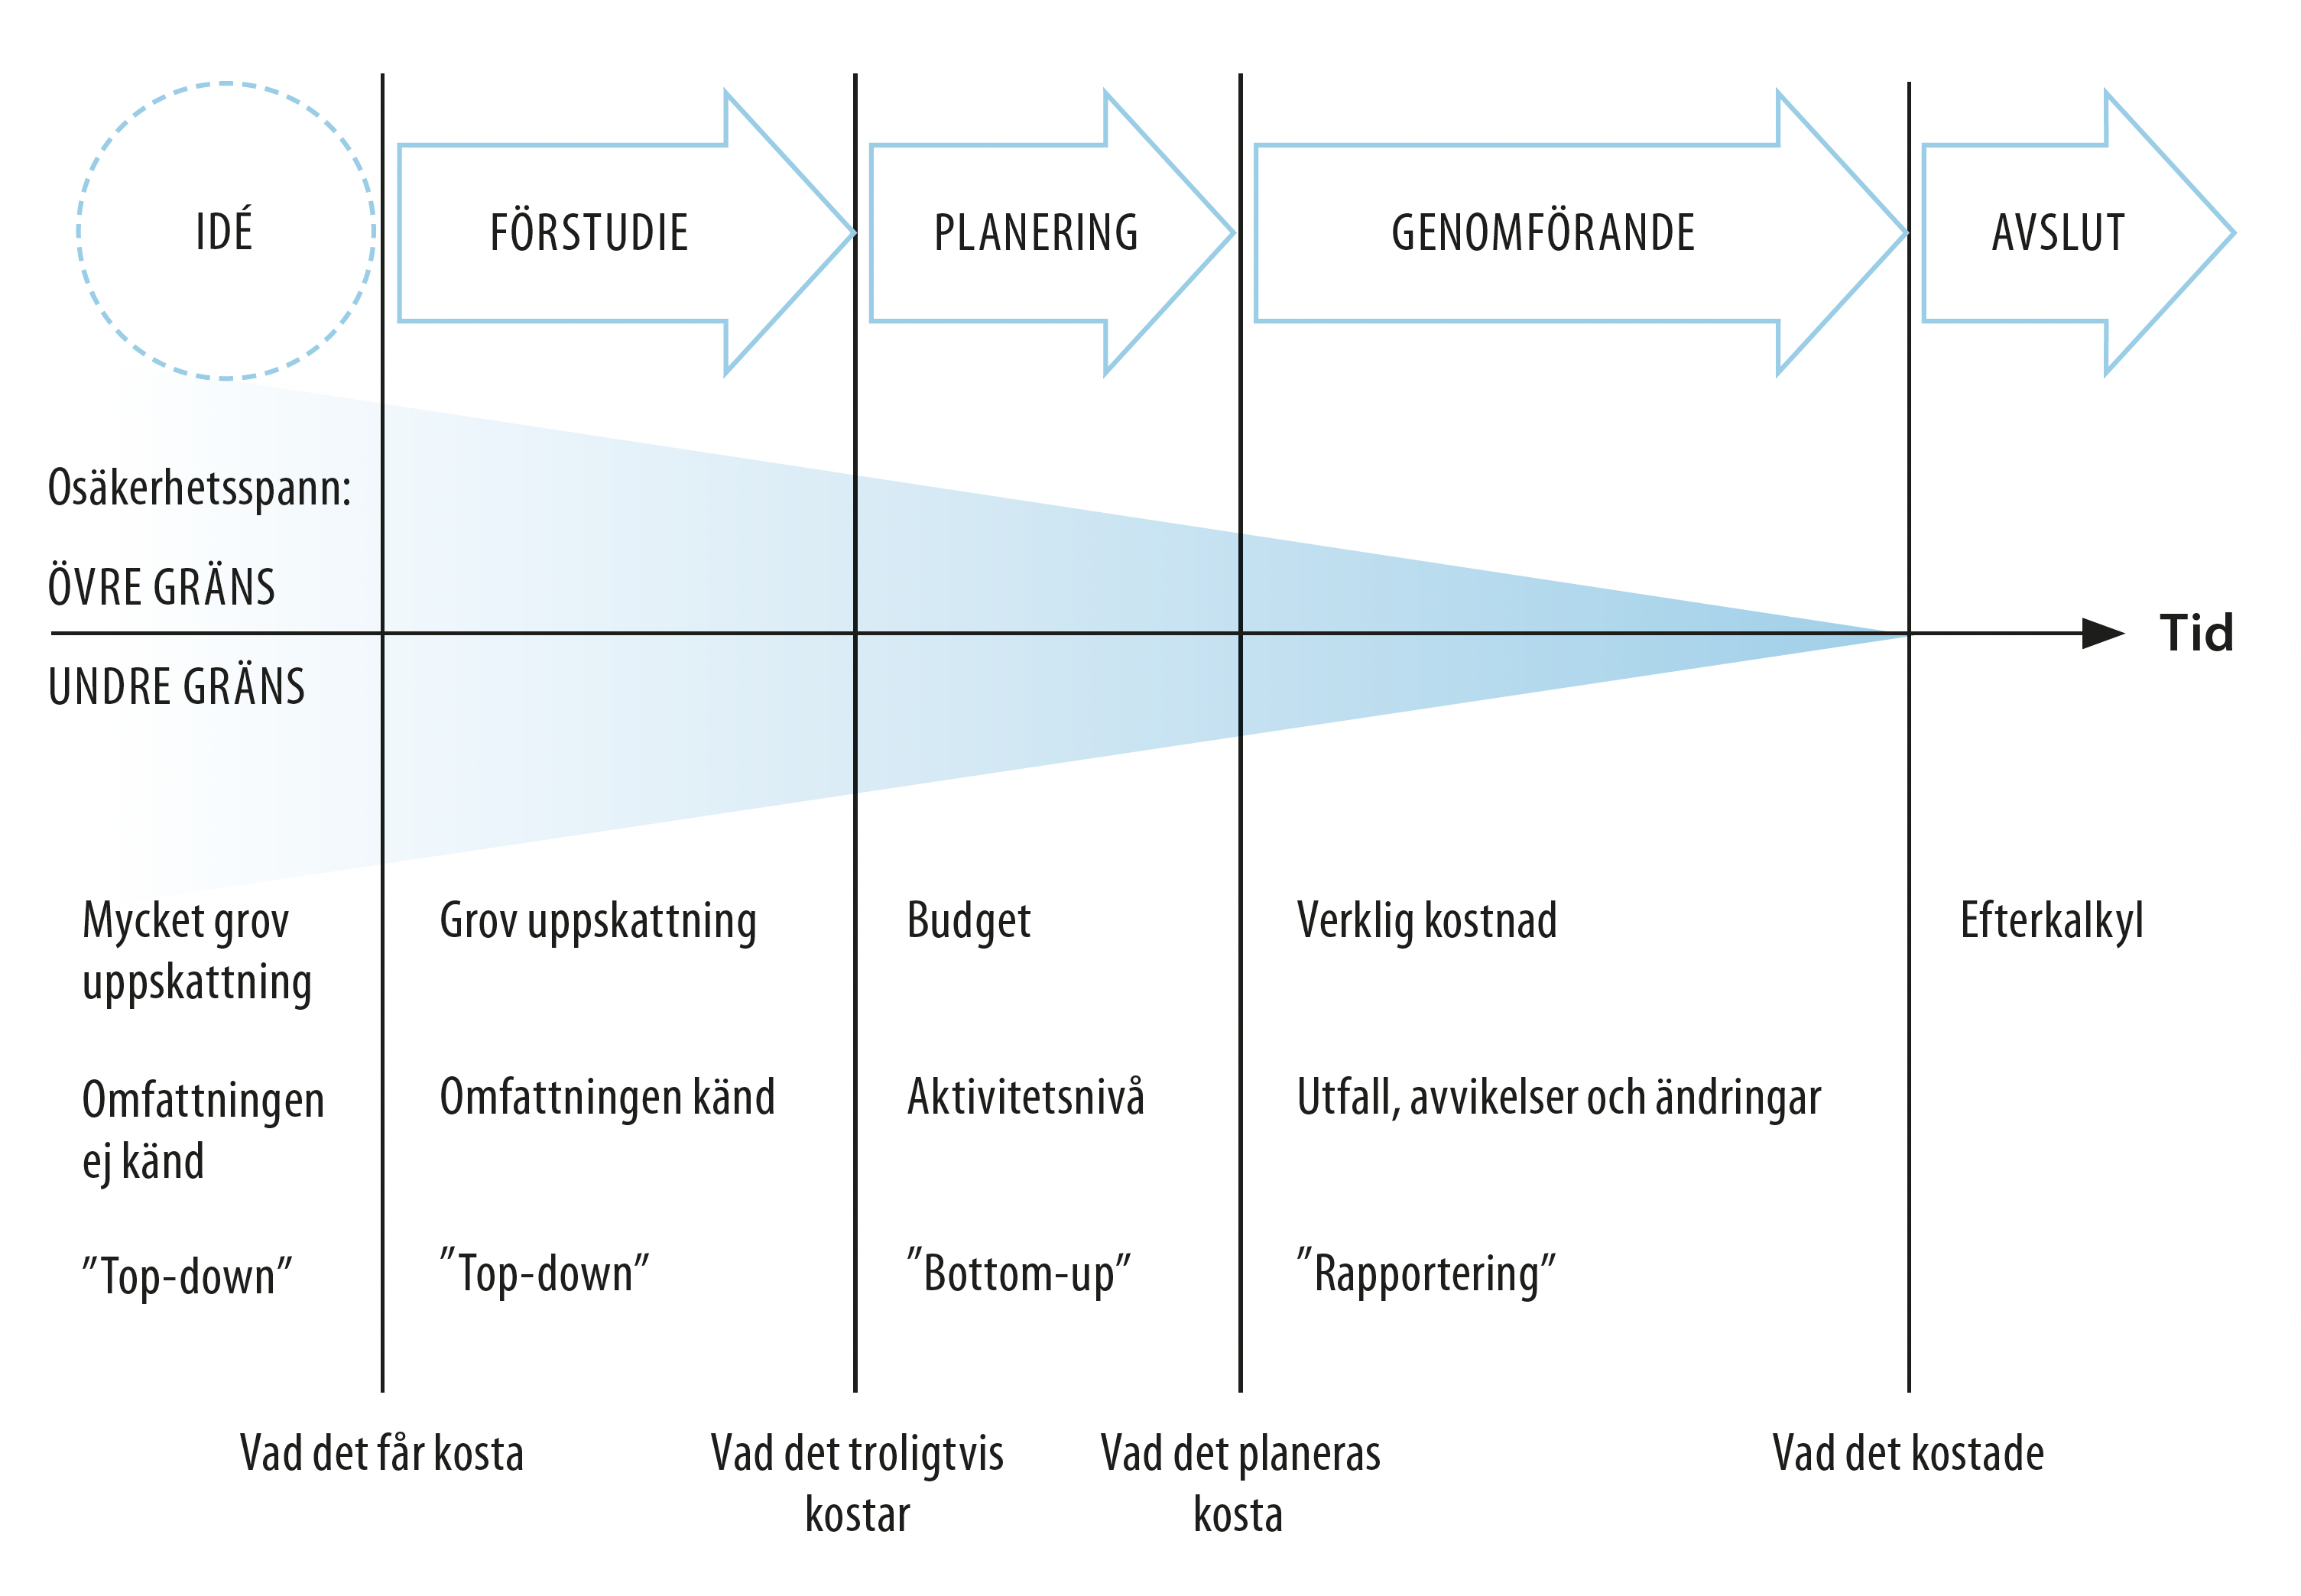 IDÉ
FÖRSTUDIE
PLANERING
GENOMFÖRANDE
AVSLUT
Osäkerhetsspann:
ÖVRE GRÄNS
Tid
UNDRE GRÄNS
Mycket grov
uppskattning
Grov uppskattning
Budget
Verklig kostnad
Efterkalkyl
Omfattningen
ej känd
Omfattningen känd
Aktivitetsnivå
Utfall, avvikelser och ändringar
”Top-down”
”Top-down”
”Bottom-up”
”Rapportering”
Vad det får kosta
Vad det troligtvis
kostar
Vad det planeras
kosta
Vad det kostade